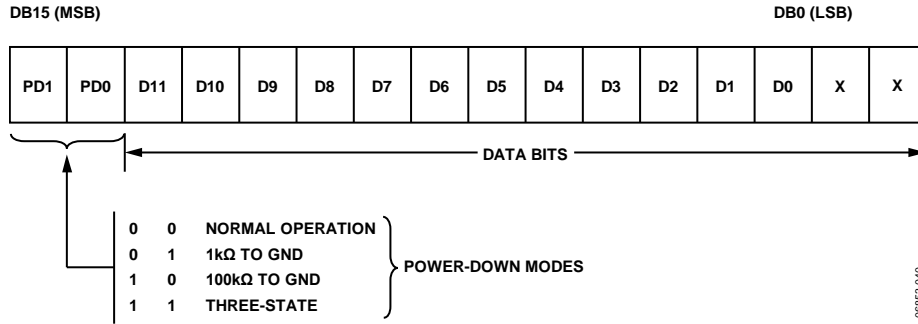 DB15 (MSB) DB0 (LSB)
PD1 PD0 D11 D10 D9 D8 D7 D6 D5 D4 D3 D2 D1 D0 X X
DATA BITS
0 0 NORMAL OPERATION
0 1 1kΩ TO GND
1 0 100kΩ TO GND
1 1 THREE-STATE
POWER-DOWN MODES